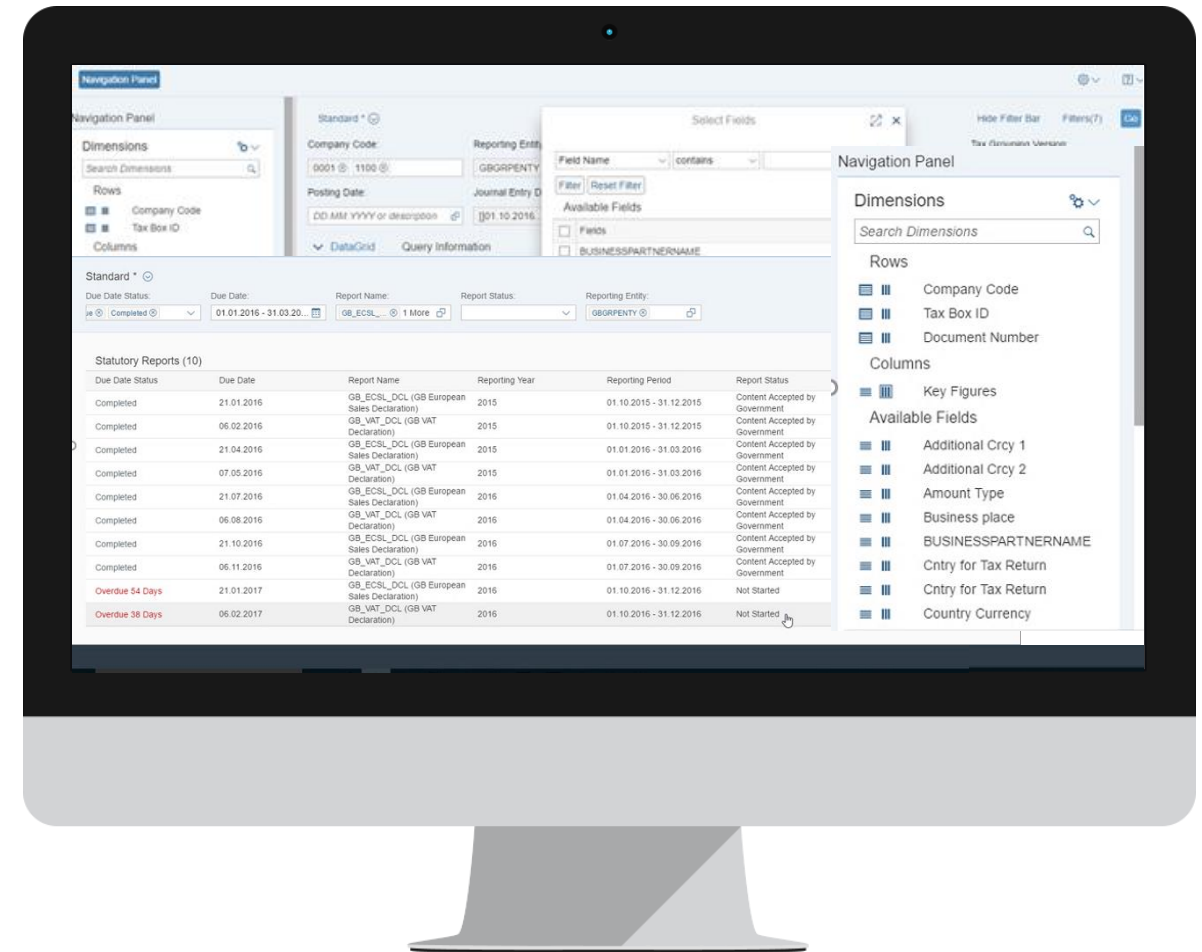 Navigation Panel
Navigation Panel
Dimensions
Search Dimensions
Rows
Company Code
Tax Box ID
Columns
Standard *
Company Code:
0001 1100
Posting Date:
DD.MM.YYYY or description
DataGrid Query Information
Reporting Entity
GBGRPENTY
Journal Entry D
[]01.10.2016
Select Fields
Field Name contains
Filter Reset Filter
Available Fields
Fields
BUSINESSPARTNERNAME
Hide Filter Bar Filters(7) Go
Tax Grouping Version:
Standard *
Due Date Status: Due Date: Report Name: Report Status: Reporting Entity:
Completed 01.01.2016 - 31.03.20... GB_ECSL_... 1 More GBGRPENTY
Statutory Reports (10)
Due Date Status Due Date Report Name Reporting Year Reporting Period Report Status
Completed 21.01.2016 GB_ECSL_DCL (GB European Sales Declaration) 2015 01.10.2015 - 31.12.2015 Content Accepted by Government
Completed 06.02.2016 GB_VAT_DCL (GB VAT Declaration) 2015 01.10.2015 - 31.12.2015 Content Accepted by Government
Completed 21.04.2016 GB_ECSL_DCL (GB European Sales Declaration) 2015 01.01.2016 - 31.03.2016 Content Accepted by Government
Completed 07.05.2016 GB_VAT_DCL (GB VAT Declaration) 2015 01.01.2016 - 31.03.2016 Content Accepted by Government
Completed 21.07.2016 GB_ECSL_DCL (GB European Sales Declaration) 2016 01.04.2016 - 30.06.2016 Content Accepted by Government
Completed 06.08.2016 GB_VAT_DCL (GB VAT Declaration) 2016 01.04.2016 - 30.06.2016 Content Accepted by Government
Completed 21.10.2016 GB_ECSL_DCL (GB European Sales Declaration) 2016 01.07.2016 - 30.09.2016 Content Accepted by Government
Completed 06.11.2016 GB_VAT_DCL (GB VAT Declaration) 2016 01.07.2016 - 30.09.2016 Content Accepted by Government
Overdue 54 Days 21.01.2017 GB_ECSL_DCL (GB European Sales Declaration) 2016 01.10.2016 - 31.12.2016 Not Started
Overdue 38 Days 06.02.2017 GB_VAT_DCL (GB VAT Declaration) 2016 01.10.2016 - 31.12.2016 Not Started
Navigation Panel
Dimensions
Search Dimensions
Rows
Company Code
Tax Box ID
Document Number
Columns
Key Figures
Available Fields
Additional Crcy 1
Additional Crcy 2
Amount Type
Business place
BUSINESSPARTNERNAME
Cntry for Tax Return
Cntry for Tax Return
Country Currency